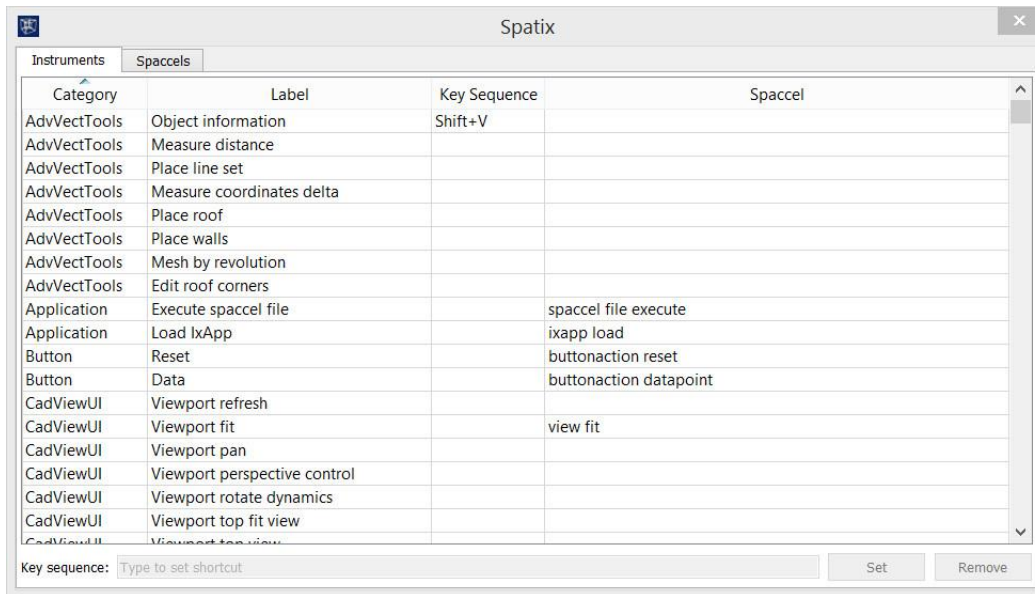 Spatix
Instruments Spaccels
Category Label Key Sequence Spaccel
AdvVectTools Object information Shift+V
AdvVectTools Measure distance
AdvVectTools Place line set
AdvVectTools Measure coordinates delta
AdvVectTools Place roof
AdvVectTools Place walls
AdvVectTools Mesh by revolution
AdvVectTools Edit roof corners
Application Execute spaccel file spaccel file execute
Application Load IxApp ixapp load
Button Reset buttonaction reset
Button Data buttonaction datapoint
CadViewUI Viewport refresh
CadViewUI Viewport fit view fit
CadViewUI Viewport pan
CadViewUI Viewport perspective control
CadViewUI Viewport rotate dynamics
CadViewUI Viewport top fit view
CadViewUI Viewport top view
Key sequence: Type to set shortcut Set Remove